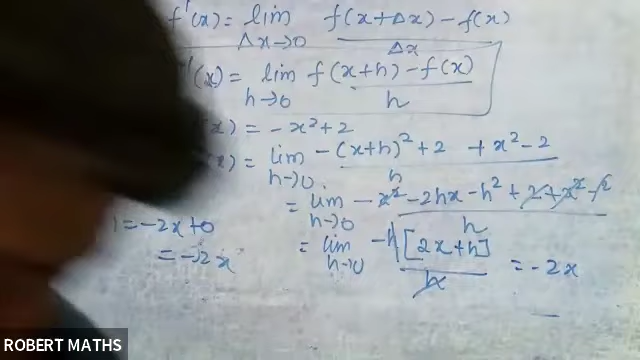 f'(x) = lim Δx→0 f(x+Δx) − f(x) / Δx
'(x) = lim h→0 f(x+h) − f(x) / h
x) = − x² + 2
x) = lim h→0 −(x+h)² + 2 + x² − 2 / h
= lim h→0 − x² − 2hx − h² + 2 + x² − 2 / h
= −2x + 0
= lim h→0 −h [2x+h] / h = −2x
= −2x
ROBERT MATHS